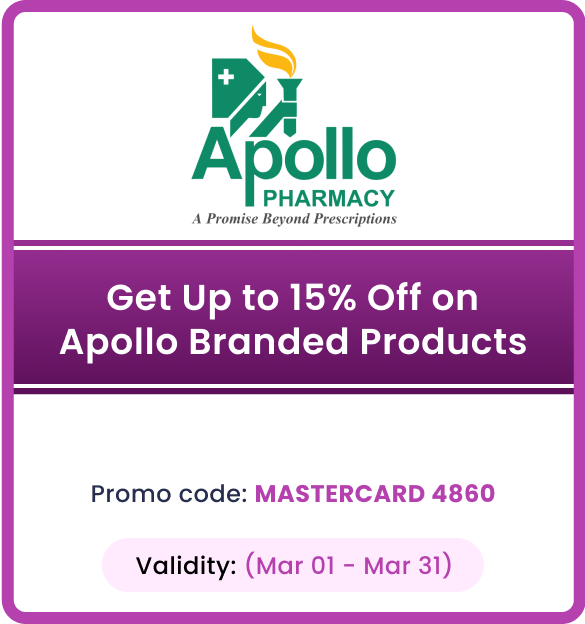 Apollo
PHARMACY
A Promise Beyond Prescriptions
Get Up to 15% Off on
Apollo Branded Products
Promo code: MASTERCARD 4860
Validity: (Mar 01 - Mar 31)